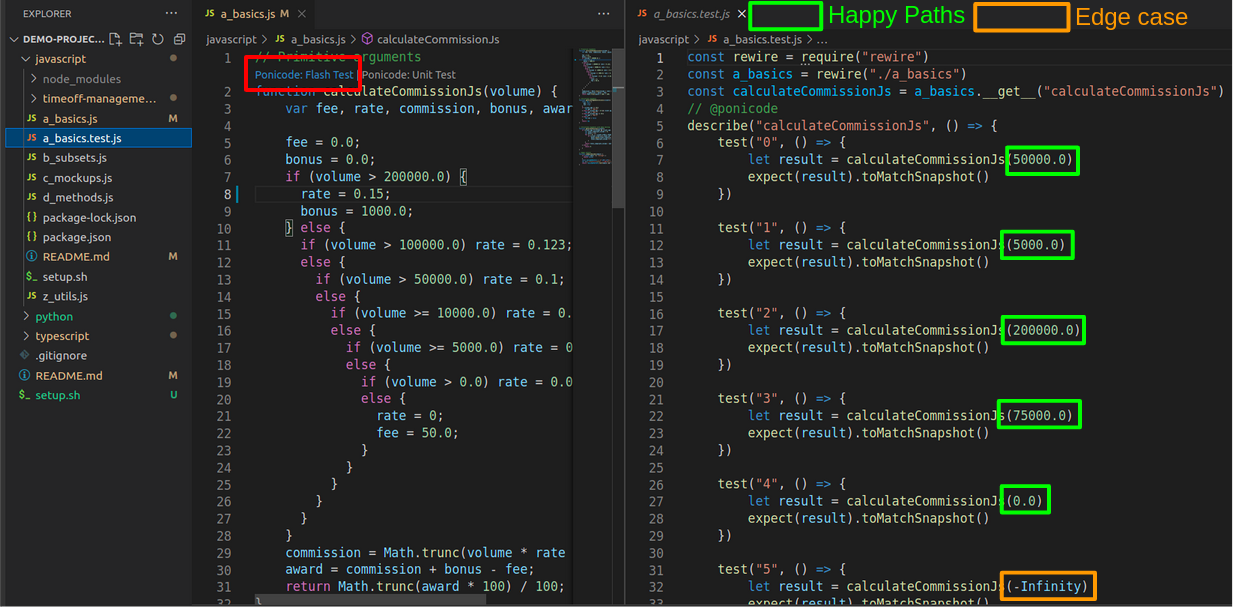 EXPLORER ···
DEMO-PROJEC...
javascript
node_modules
timeoff-manageme...
JS a_basics.js M
JS a_basics.test.js
JS b_subsets.js
JS c_mockups.js
JS d_methods.js
{} package-lock.json
{} package.json
README.md M
$_ setup.sh
JS z_utils.js
python
typescript
.gitignore
README.md M
$_ setup.sh U
JS a_basics.js M ×
···
javascript > JS a_basics.js > calculateCommissionJs
1 // Primitive arguments
Ponicode: Flash Test | Ponicode: Unit Test
2 function calculateCommissionJs(volume) {
3 var fee, rate, commission, bonus, awar
4
5 fee = 0.0;
6 bonus = 0.0;
7 if (volume > 200000.0) {
8 rate = 0.15;
9 bonus = 1000.0;
10 } else {
11 if (volume > 100000.0) rate = 0.123;
12 else {
13 if (volume > 50000.0) rate = 0.1;
14 else {
15 if (volume >= 10000.0) rate = 0.
16 else {
17 if (volume >= 5000.0) rate = 0
18 else {
19 if (volume > 0.0) rate = 0.0
20 else {
21 rate = 0;
22 fee = 50.0;
23 }
24 }
25 }
26 }
27 }
28 }
29 commission = Math.trunc(volume * rate
30 award = commission + bonus - fee;
31 return Math.trunc(award * 100) / 100;
32 }
JS a_basics.test.js ×
Happy Paths
Edge case
javascript > JS a_basics.test.js > ...
1 const rewire = require("rewire")
2 const a_basics = rewire("./a_basics")
3 const calculateCommissionJs = a_basics.__get__("calculateCommissionJs")
4 // @ponicode
5 describe("calculateCommissionJs", () => {
6 test("0", () => {
7 let result = calculateCommissionJs(50000.0)
8 expect(result).toMatchSnapshot()
9 })
10
11 test("1", () => {
12 let result = calculateCommissionJs(5000.0)
13 expect(result).toMatchSnapshot()
14 })
15
16 test("2", () => {
17 let result = calculateCommissionJs(200000.0)
18 expect(result).toMatchSnapshot()
19 })
20
21 test("3", () => {
22 let result = calculateCommissionJs(75000.0)
23 expect(result).toMatchSnapshot()
24 })
25
26 test("4", () => {
27 let result = calculateCommissionJs(0.0)
28 expect(result).toMatchSnapshot()
29 })
30
31 test("5", () => {
32 let result = calculateCommissionJs(-Infinity)
33 expect(result).toMatchSnapshot()